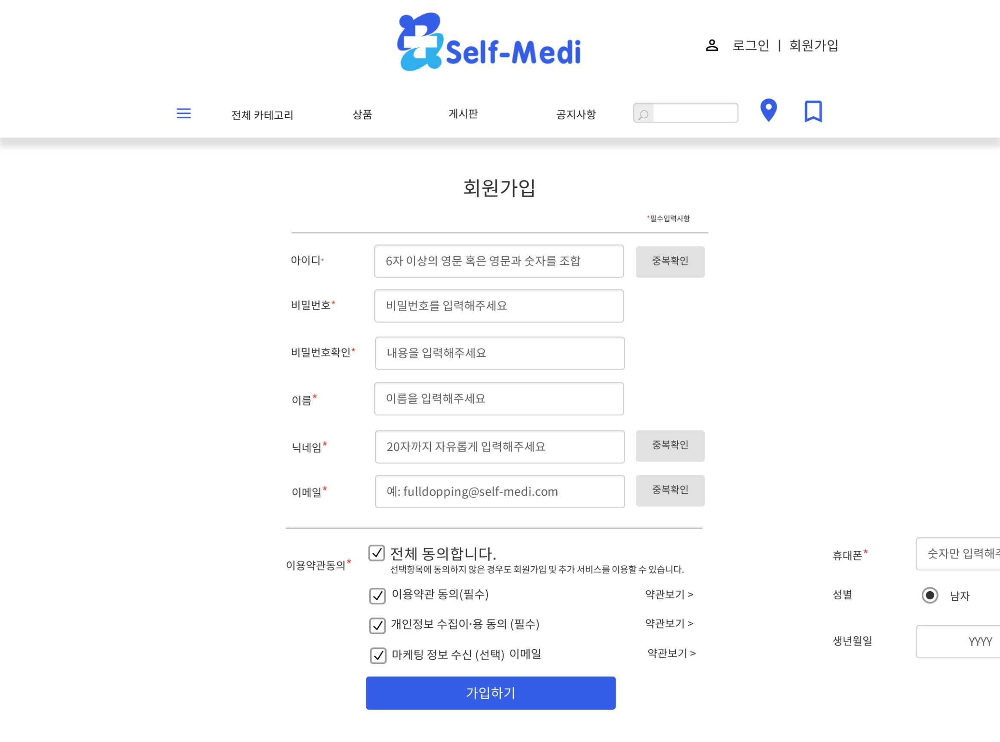 Self-Medi
로그인 | 회원가입
전체 카테고리 상품 게시판 공지사항
회원가입
*필수입력사항
아이디* 6자 이상의 영문 혹은 영문과 숫자를 조합 중복확인
비밀번호* 비밀번호를 입력해주세요
비밀번호확인* 내용을 입력해주세요
이름* 이름을 입력해주세요
닉네임* 20자까지 자유롭게 입력해주세요 중복확인
이메일* 예: fulldopping@self-medi.com 중복확인
이용약관동의* 전체 동의합니다.
선택항목에 동의하지 않은 경우도 회원가입 및 추가 서비스를 이용할 수 있습니다.
이용약관 동의(필수) 약관보기 >
개인정보 수집이·용 동의 (필수) 약관보기 >
마케팅 정보 수신 (선택) 이메일 약관보기 >
가입하기
휴대폰* 숫자만 입력해
성별 남자
생년월일 YYYY